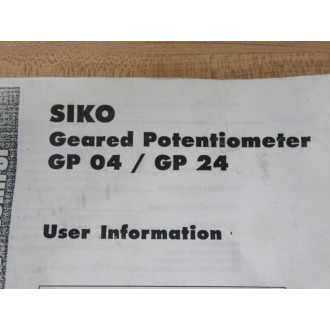 SIKO
Geared Potentiometer
GP 04 / GP 24
User Information